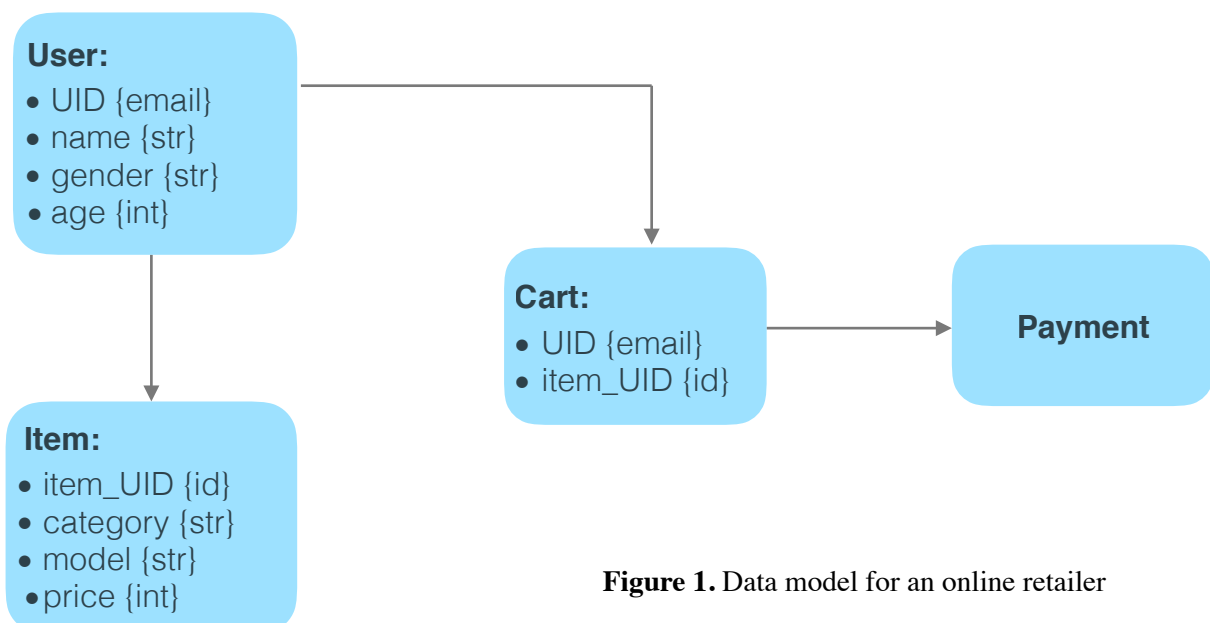 User:
• UID {email}
• name {str}
• gender {str}
• age {int}
Cart:
• UID {email}
• item_UID {id}
Payment
Item:
• item_UID {id}
• category {str}
• model {str}
•price {int}
Figure 1. Data model for an online retailer